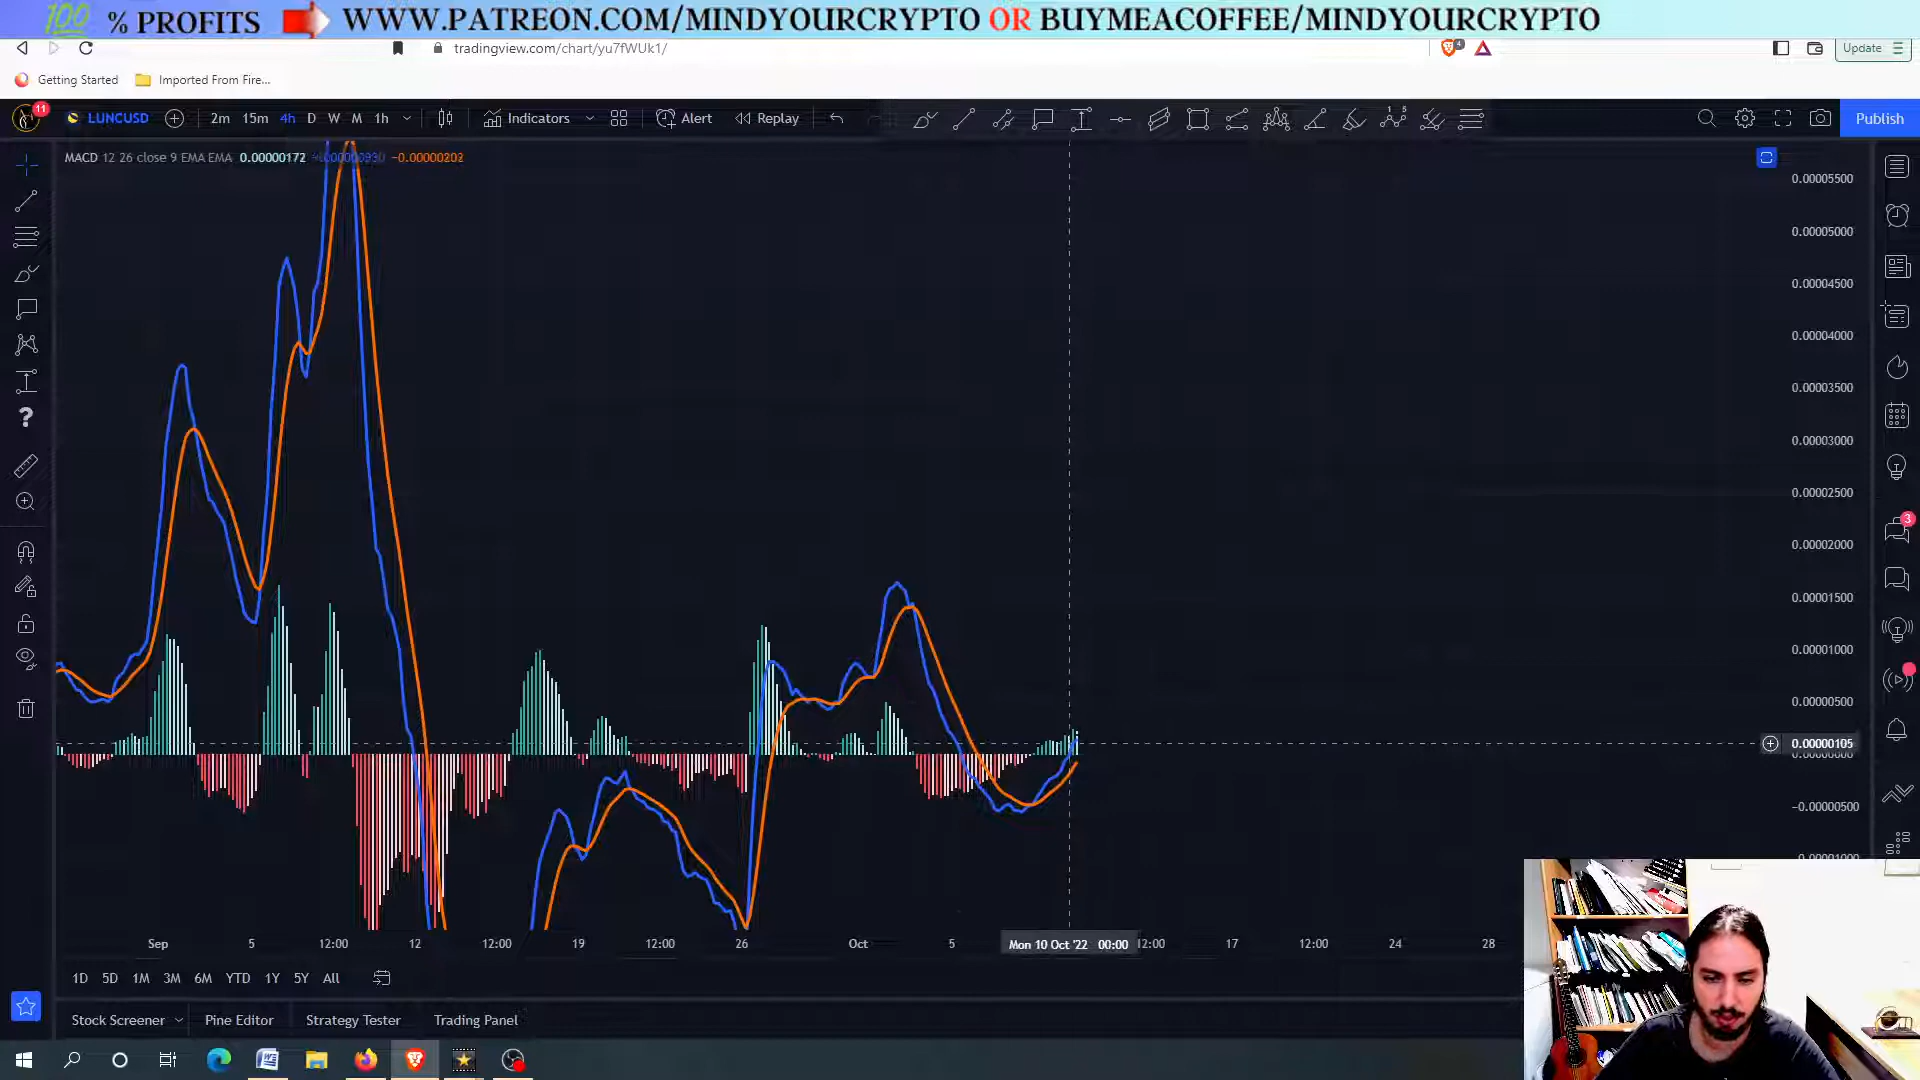 100 % PROFITS WWW.PATREON.COM/MINDYOURCRYPTO OR BUYMEACOFFEE/MINDYOURCRYPTO
tradingview.com/chart/yu7fWUk1/
4
Update
Getting Started Imported From Fire...
11
LUNCUSD 2m 15m 4h D W M 1h Indicators Alert Replay Publish
MACD 12 26 close 9 EMA EMA 0.00000172 −0.00000202
0.00005500
0.00005000
0.00004500
0.00004000
0.00003500
0.00003000
0.00002500
3
0.00002000
0.00001500
0.00001000
0.00000500
0.00000105
−0.00000500
Sep 5 12:00 12 12:00 19 12:00 26 Oct 5 Mon 10 Oct '22 00:00 12:00 17 12:00 24 28
1D 5D 1M 3M 6M YTD 1Y 5Y All
Stock Screener Pine Editor Strategy Tester Trading Panel